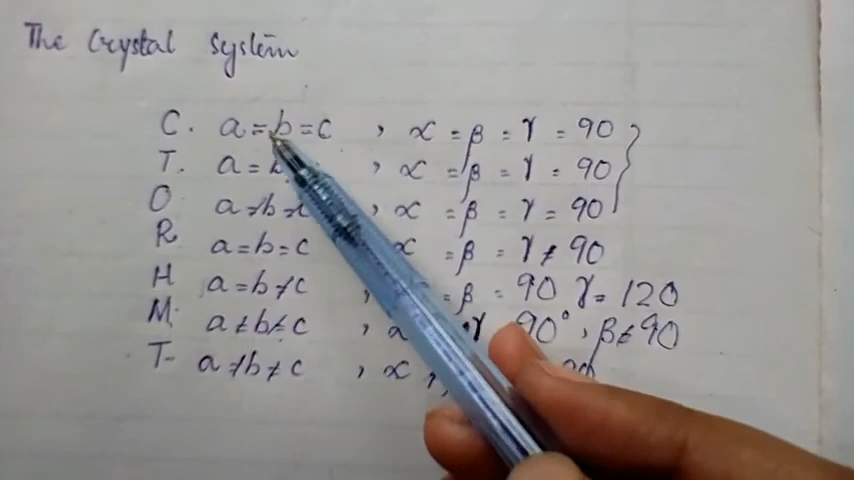 The Crystal System
C. a = b = c , α = β = γ = 90
T. a = , α = β = γ = 90
O a ≠ b ≠ , α = β = γ = 90
R a = b = c α = β = γ ≠ 90
H a = b ≠ c , = β = 90 γ = 120
M. a ≠ b ≠ c , α γ 90° , β ≠ 90
T- a ≠ b ≠ c , α